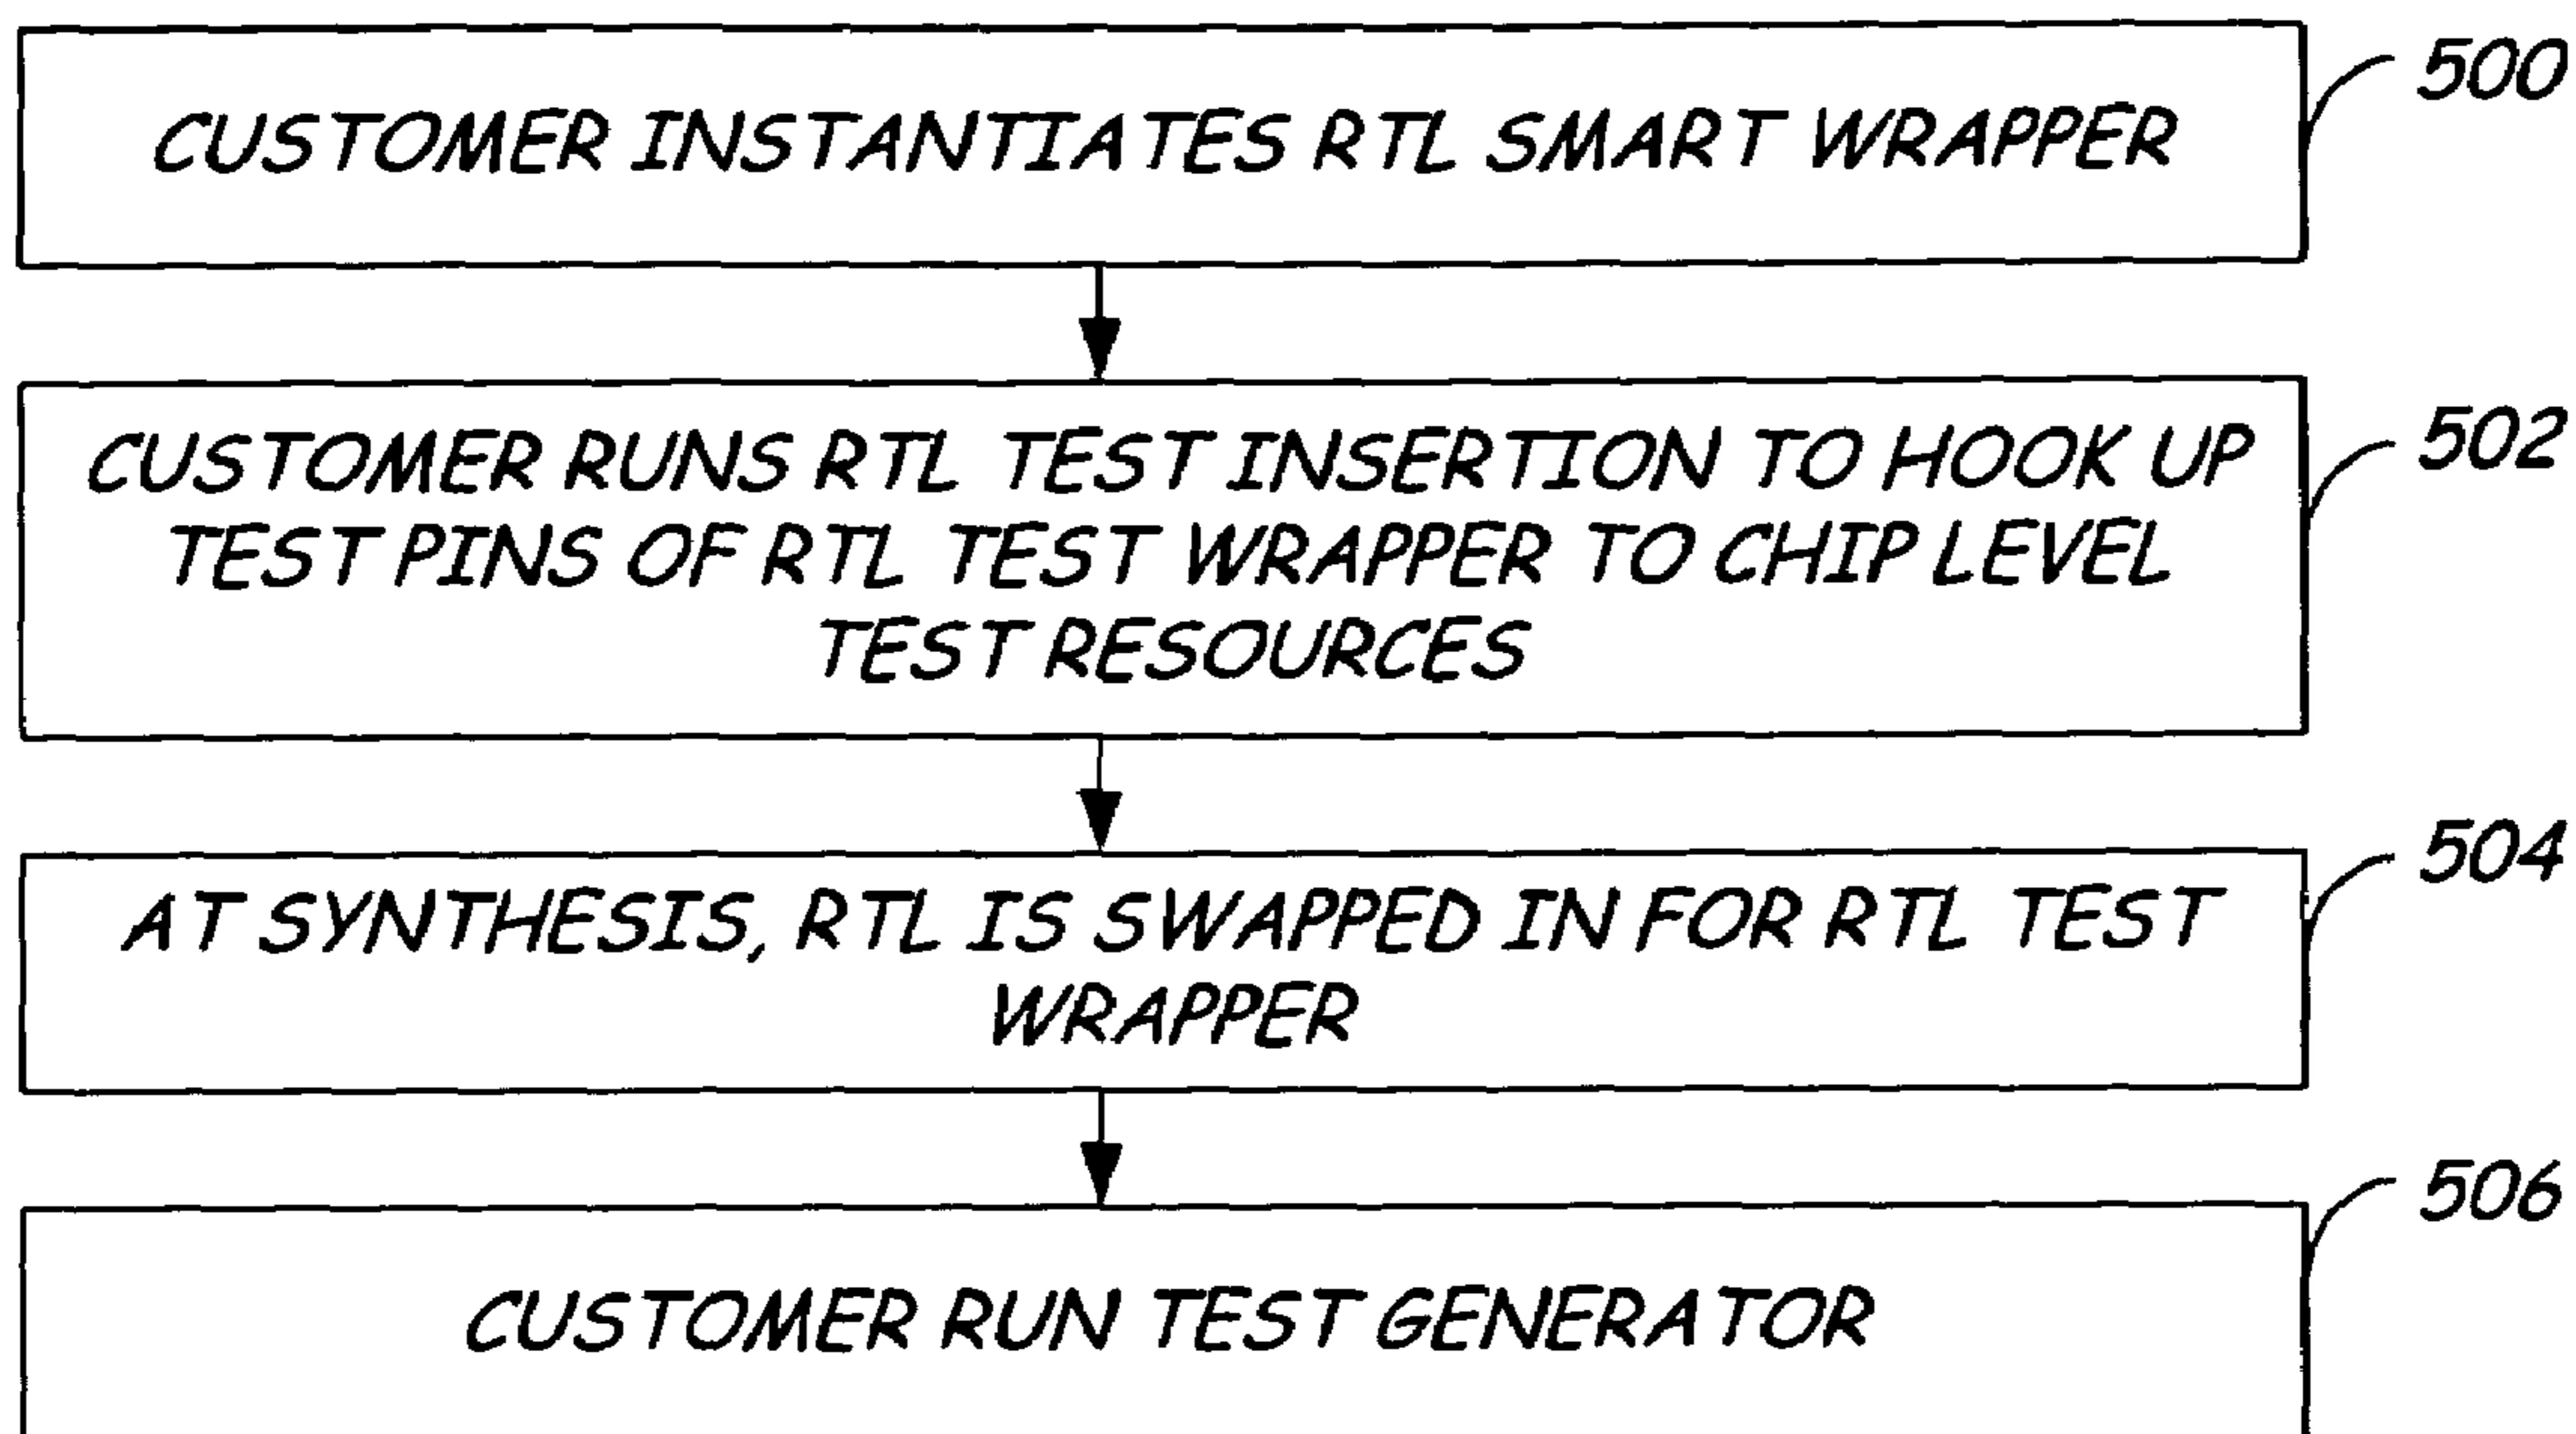 CUSTOMER INSTANTIATES RTL SMART WRAPPER
500
CUSTOMER RUNS RTL TEST INSERTION TO HOOK UP
TEST PINS OF RTL TEST WRAPPER TO CHIP LEVEL
TEST RESOURCES
502
AT SYNTHESIS, RTL IS SWAPPED IN FOR RTL TEST
WRAPPER
504
CUSTOMER RUN TEST GENERATOR
506